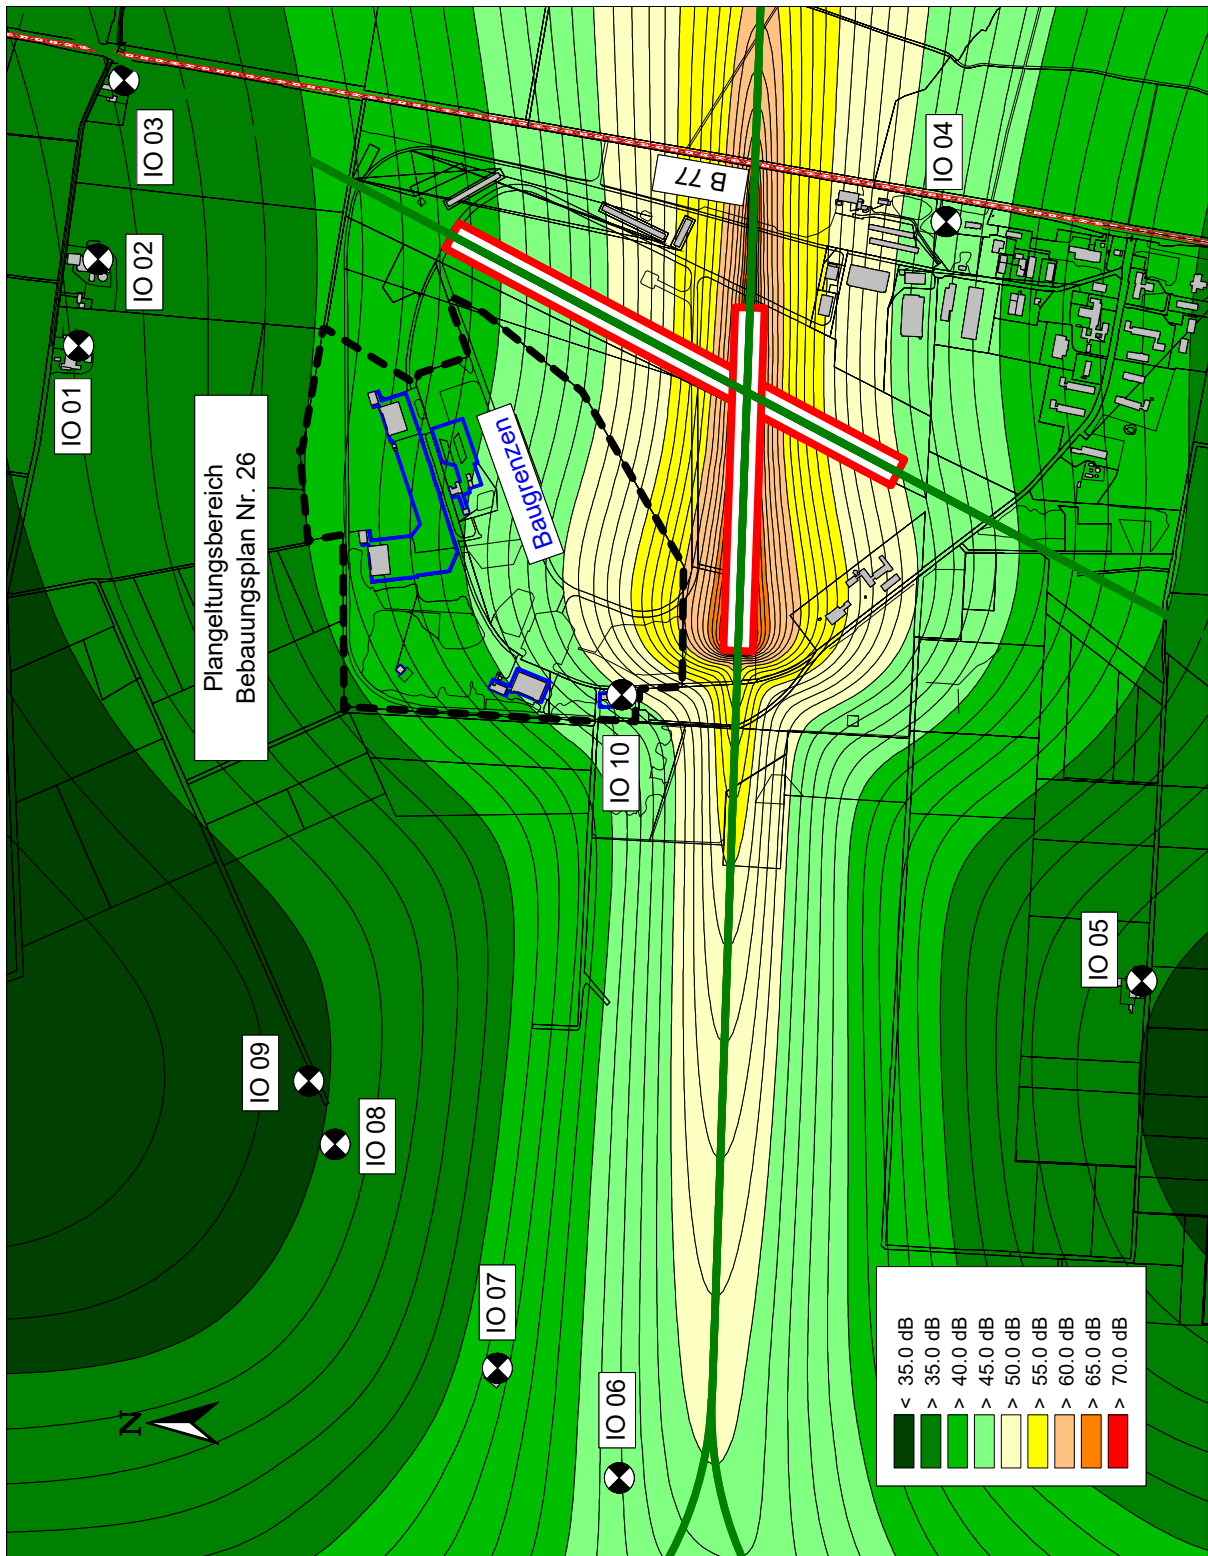 IO 03
IO 02
IO 01
IO 04
B 77
Plangeltungsbereich
Bebauungsplan Nr. 26
Baugrenzen
IO 10
IO 05
IO 09
IO 08
IO 07
IO 06
N
< 35.0 dB
> 35.0 dB
> 40.0 dB
> 45.0 dB
> 50.0 dB
> 55.0 dB
> 60.0 dB
> 65.0 dB
> 70.0 dB